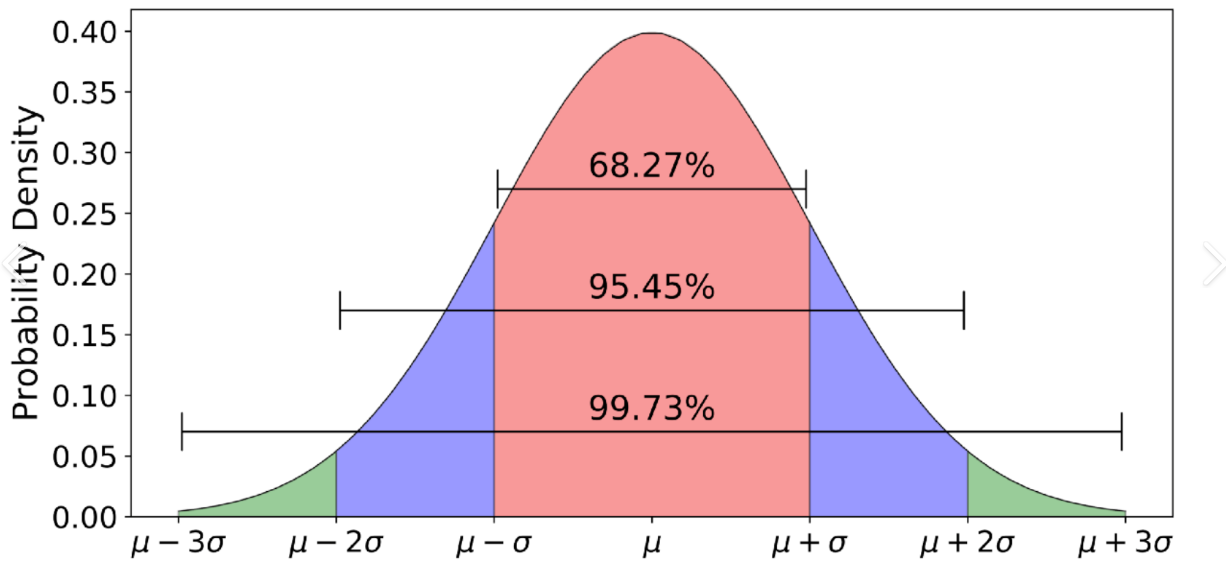 Probability Density
0.40
0.35
0.30
0.25
0.20
0.15
0.10
0.05
0.00
68.27%
95.45%
99.73%
μ − 3σ
μ − 2σ
μ − σ
μ
μ + σ
μ + 2σ
μ + 3σ